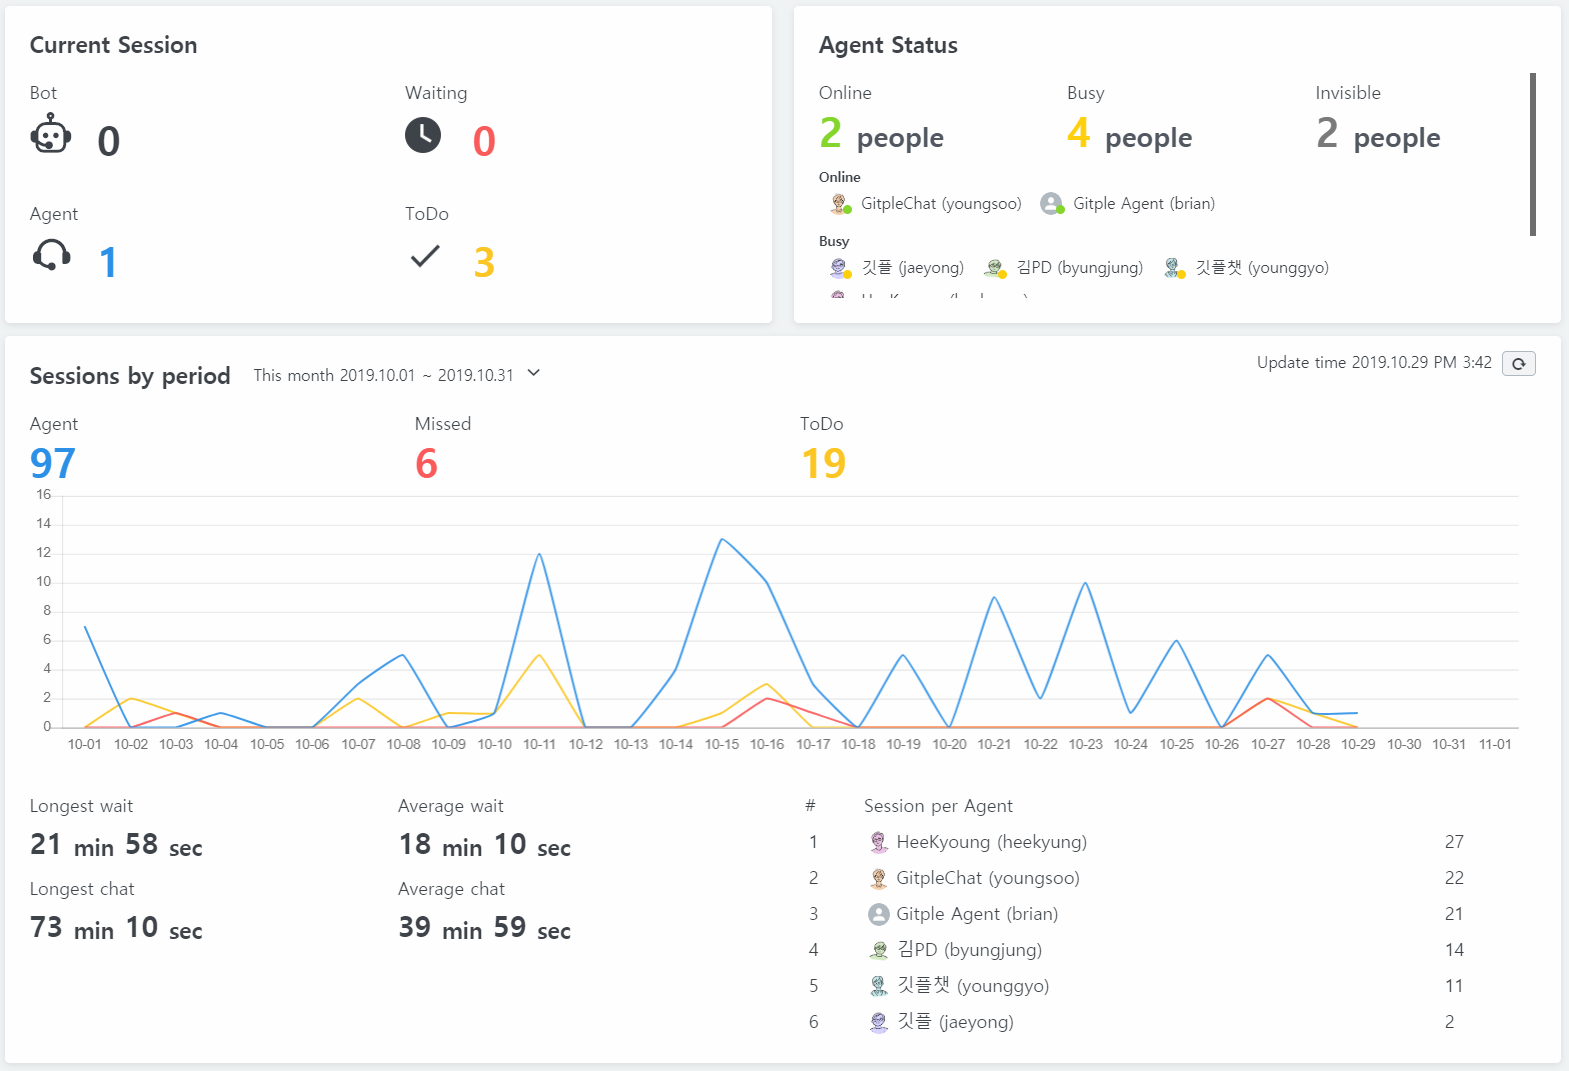 Current Session
Bot
0
Waiting
0
Agent
1
ToDo
3
Agent Status
Online
2 people
Busy
4 people
Invisible
2 people
Online
GitpleChat (youngsoo) Gitple Agent (brian)
Busy
깃플 (jaeyong) 김PD (byungjung) 깃플챗 (younggyo)
Sessions by period This month 2019.10.01 ~ 2019.10.31
Update time 2019.10.29 PM 3:42
Agent
97
Missed
6
ToDo
19
16
14
12
10
8
6
4
2
0
10-01 10-02 10-03 10-04 10-05 10-06 10-07 10-08 10-09 10-10 10-11 10-12 10-13 10-14 10-15 10-16 10-17 10-18 10-19 10-20 10-21 10-22 10-23 10-24 10-25 10-26 10-27 10-28 10-29 10-30 10-31 11-01
Longest wait
21 min 58 sec
Average wait
18 min 10 sec
Longest chat
73 min 10 sec
Average chat
39 min 59 sec
# Session per Agent
1 HeeKyoung (heekyung) 27
2 GitpleChat (youngsoo) 22
3 Gitple Agent (brian) 21
4 김PD (byungjung) 14
5 깃플챗 (younggyo) 11
6 깃플 (jaeyong) 2